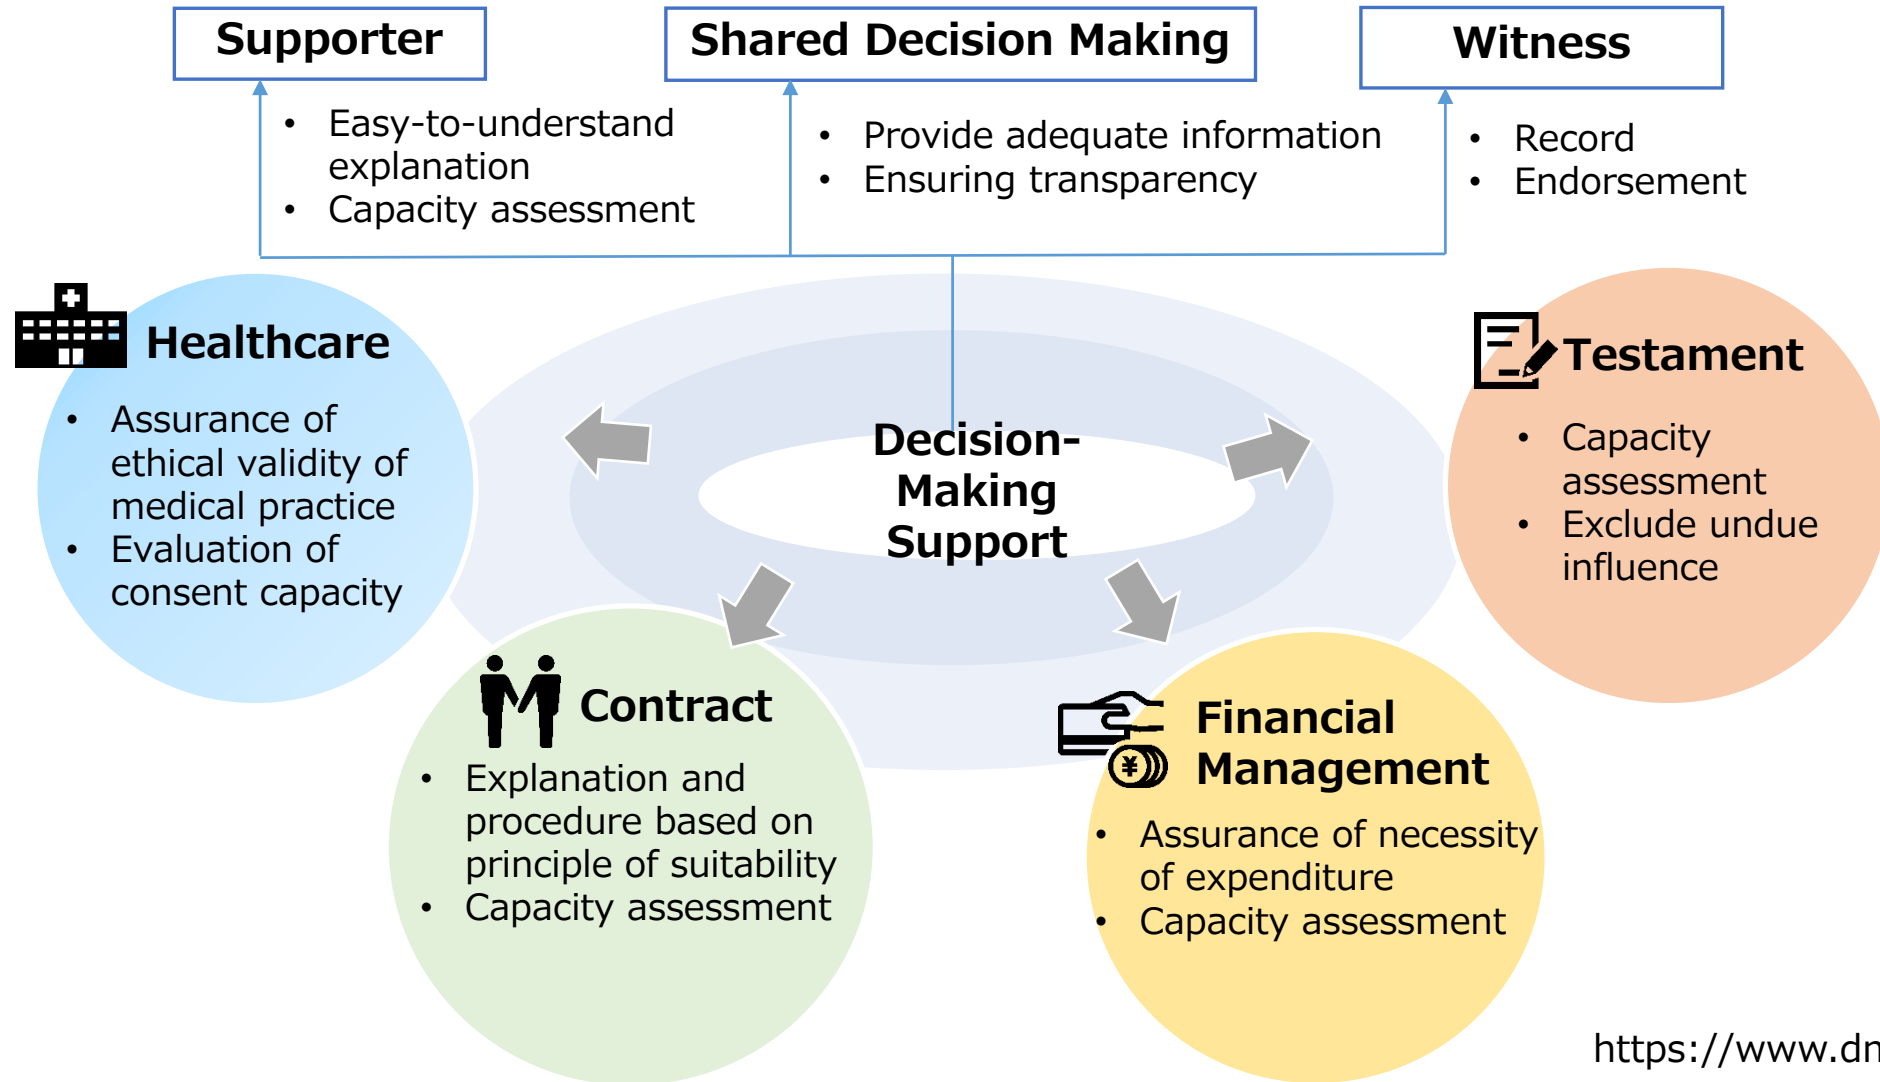 Supporter
Shared Decision Making
Witness
• Easy-to-understand
explanation
• Capacity assessment
• Provide adequate information
• Ensuring transparency
• Record
• Endorsement
Healthcare
• Assurance of
ethical validity of
medical practice
• Evaluation of
consent capacity
Decision-
Making
Support
Testament
• Capacity
assessment
• Exclude undue
influence
Contract
• Explanation and
procedure based on
principle of suitability
• Capacity assessment
¥
Financial
Management
• Assurance of necessity
of expenditure
• Capacity assessment
https://www.dn